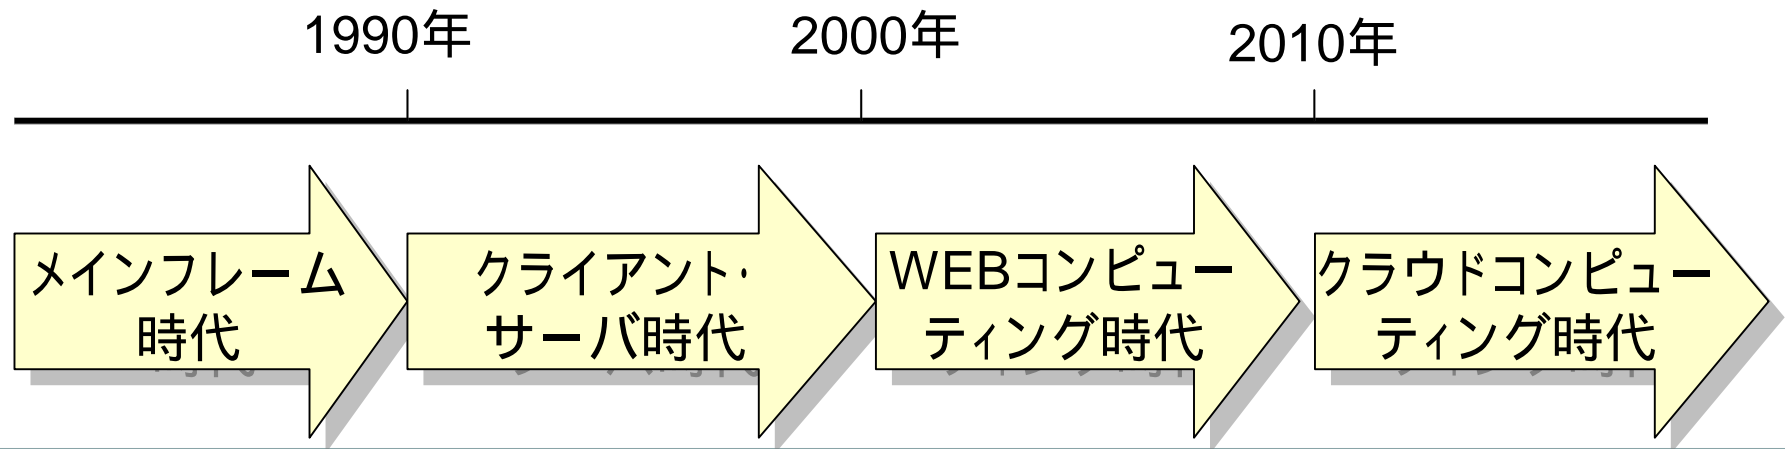 1990年
2000年
2010年
メインフレーム
時代
クライアント・
サーバ時代
WEBコンピュー
ティング時代
クラウドコンピュー
ティング時代